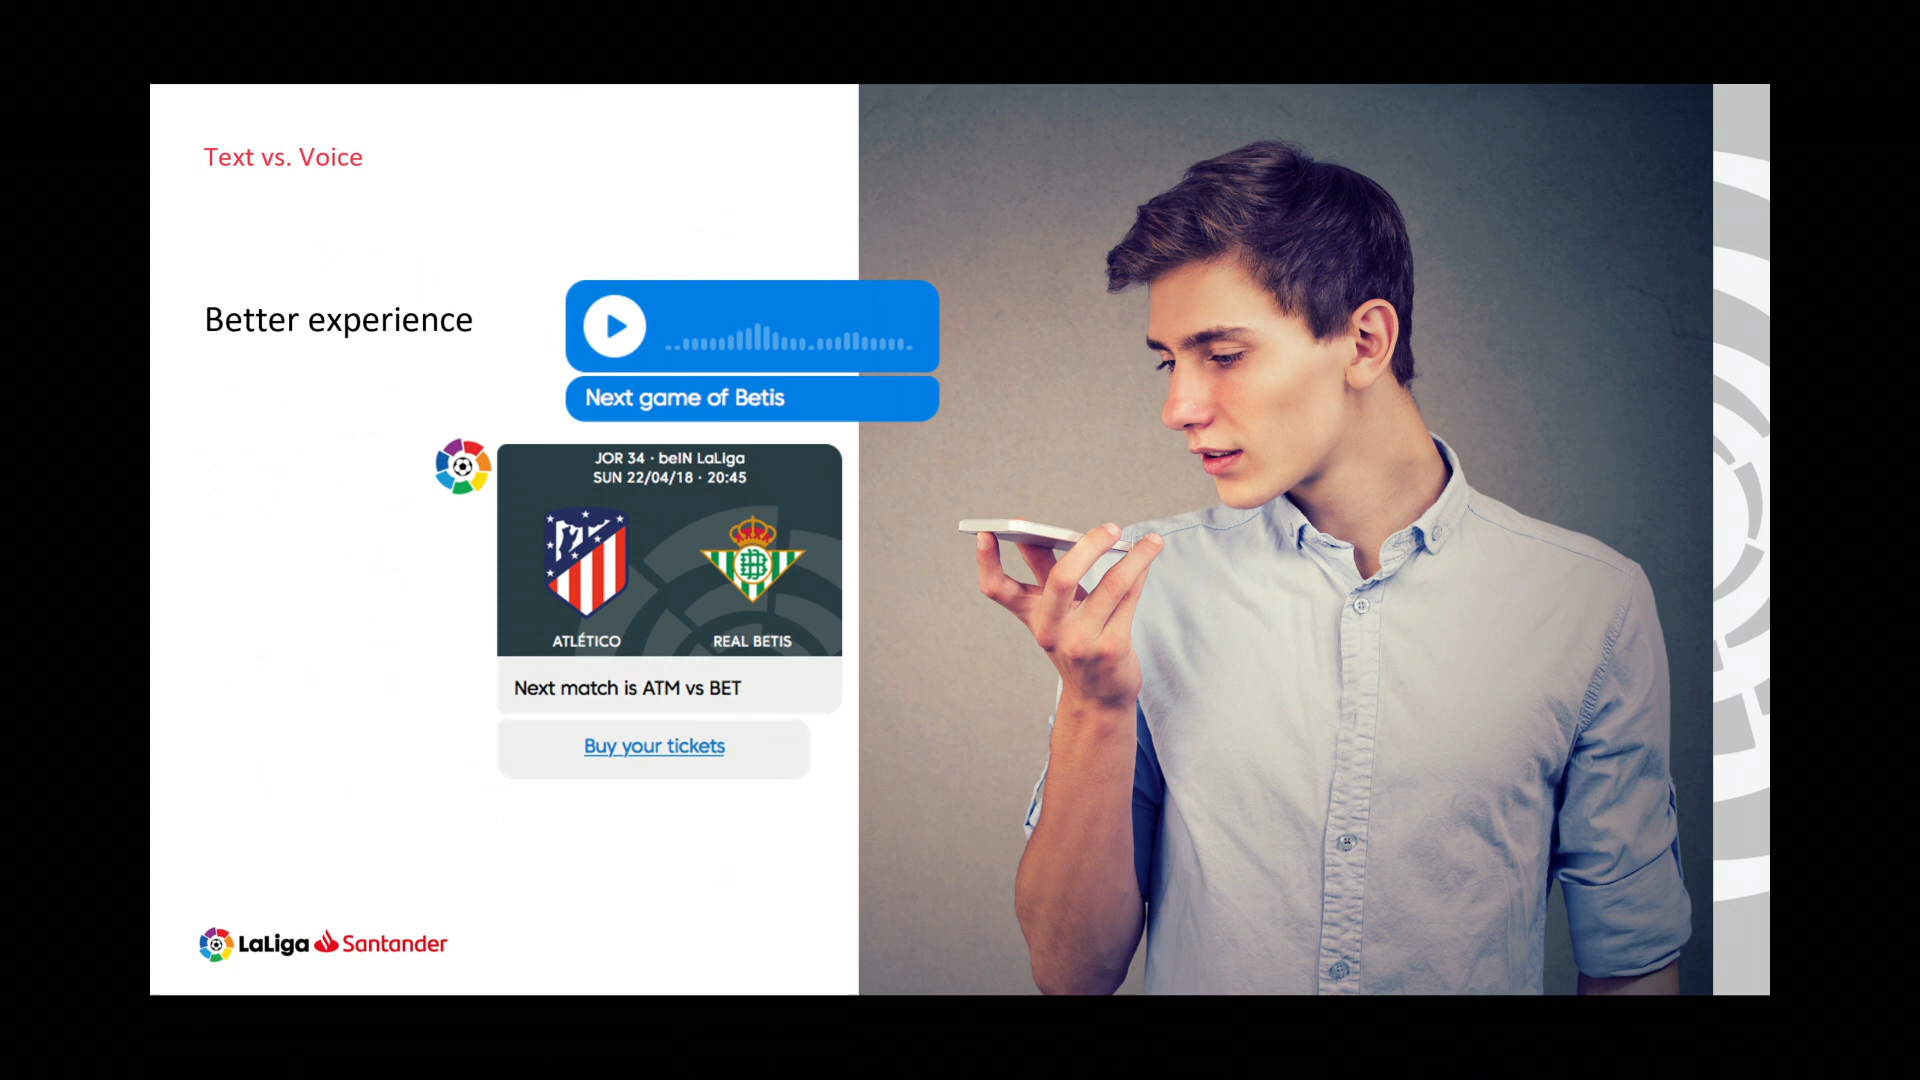 Text vs. Voice
Better experience
Next game of Betis
JOR 34 · beIN LaLiga
SUN 22/04/18 · 20:45
ATLÉTICO
REAL BETIS
Next match is ATM vs BET
Buy your tickets
LaLiga Santander